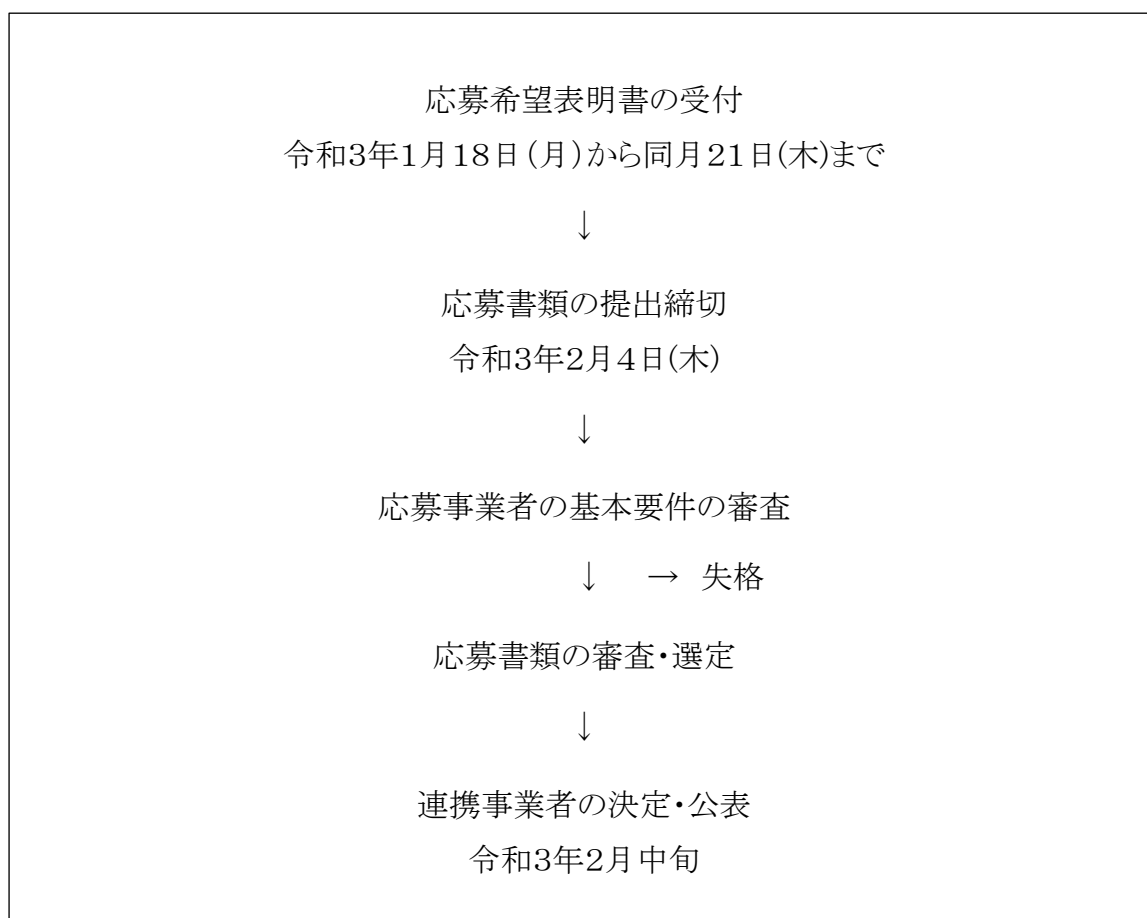 応募希望表明書の受付
令和3年1月18日(月)から同月21日(木)まで
↓
応募書類の提出締切
令和3年2月4日(木)
↓
応募事業者の基本要件の審査
↓ → 失格
応募書類の審査・選定
↓
連携事業者の決定・公表
令和3年2月中旬